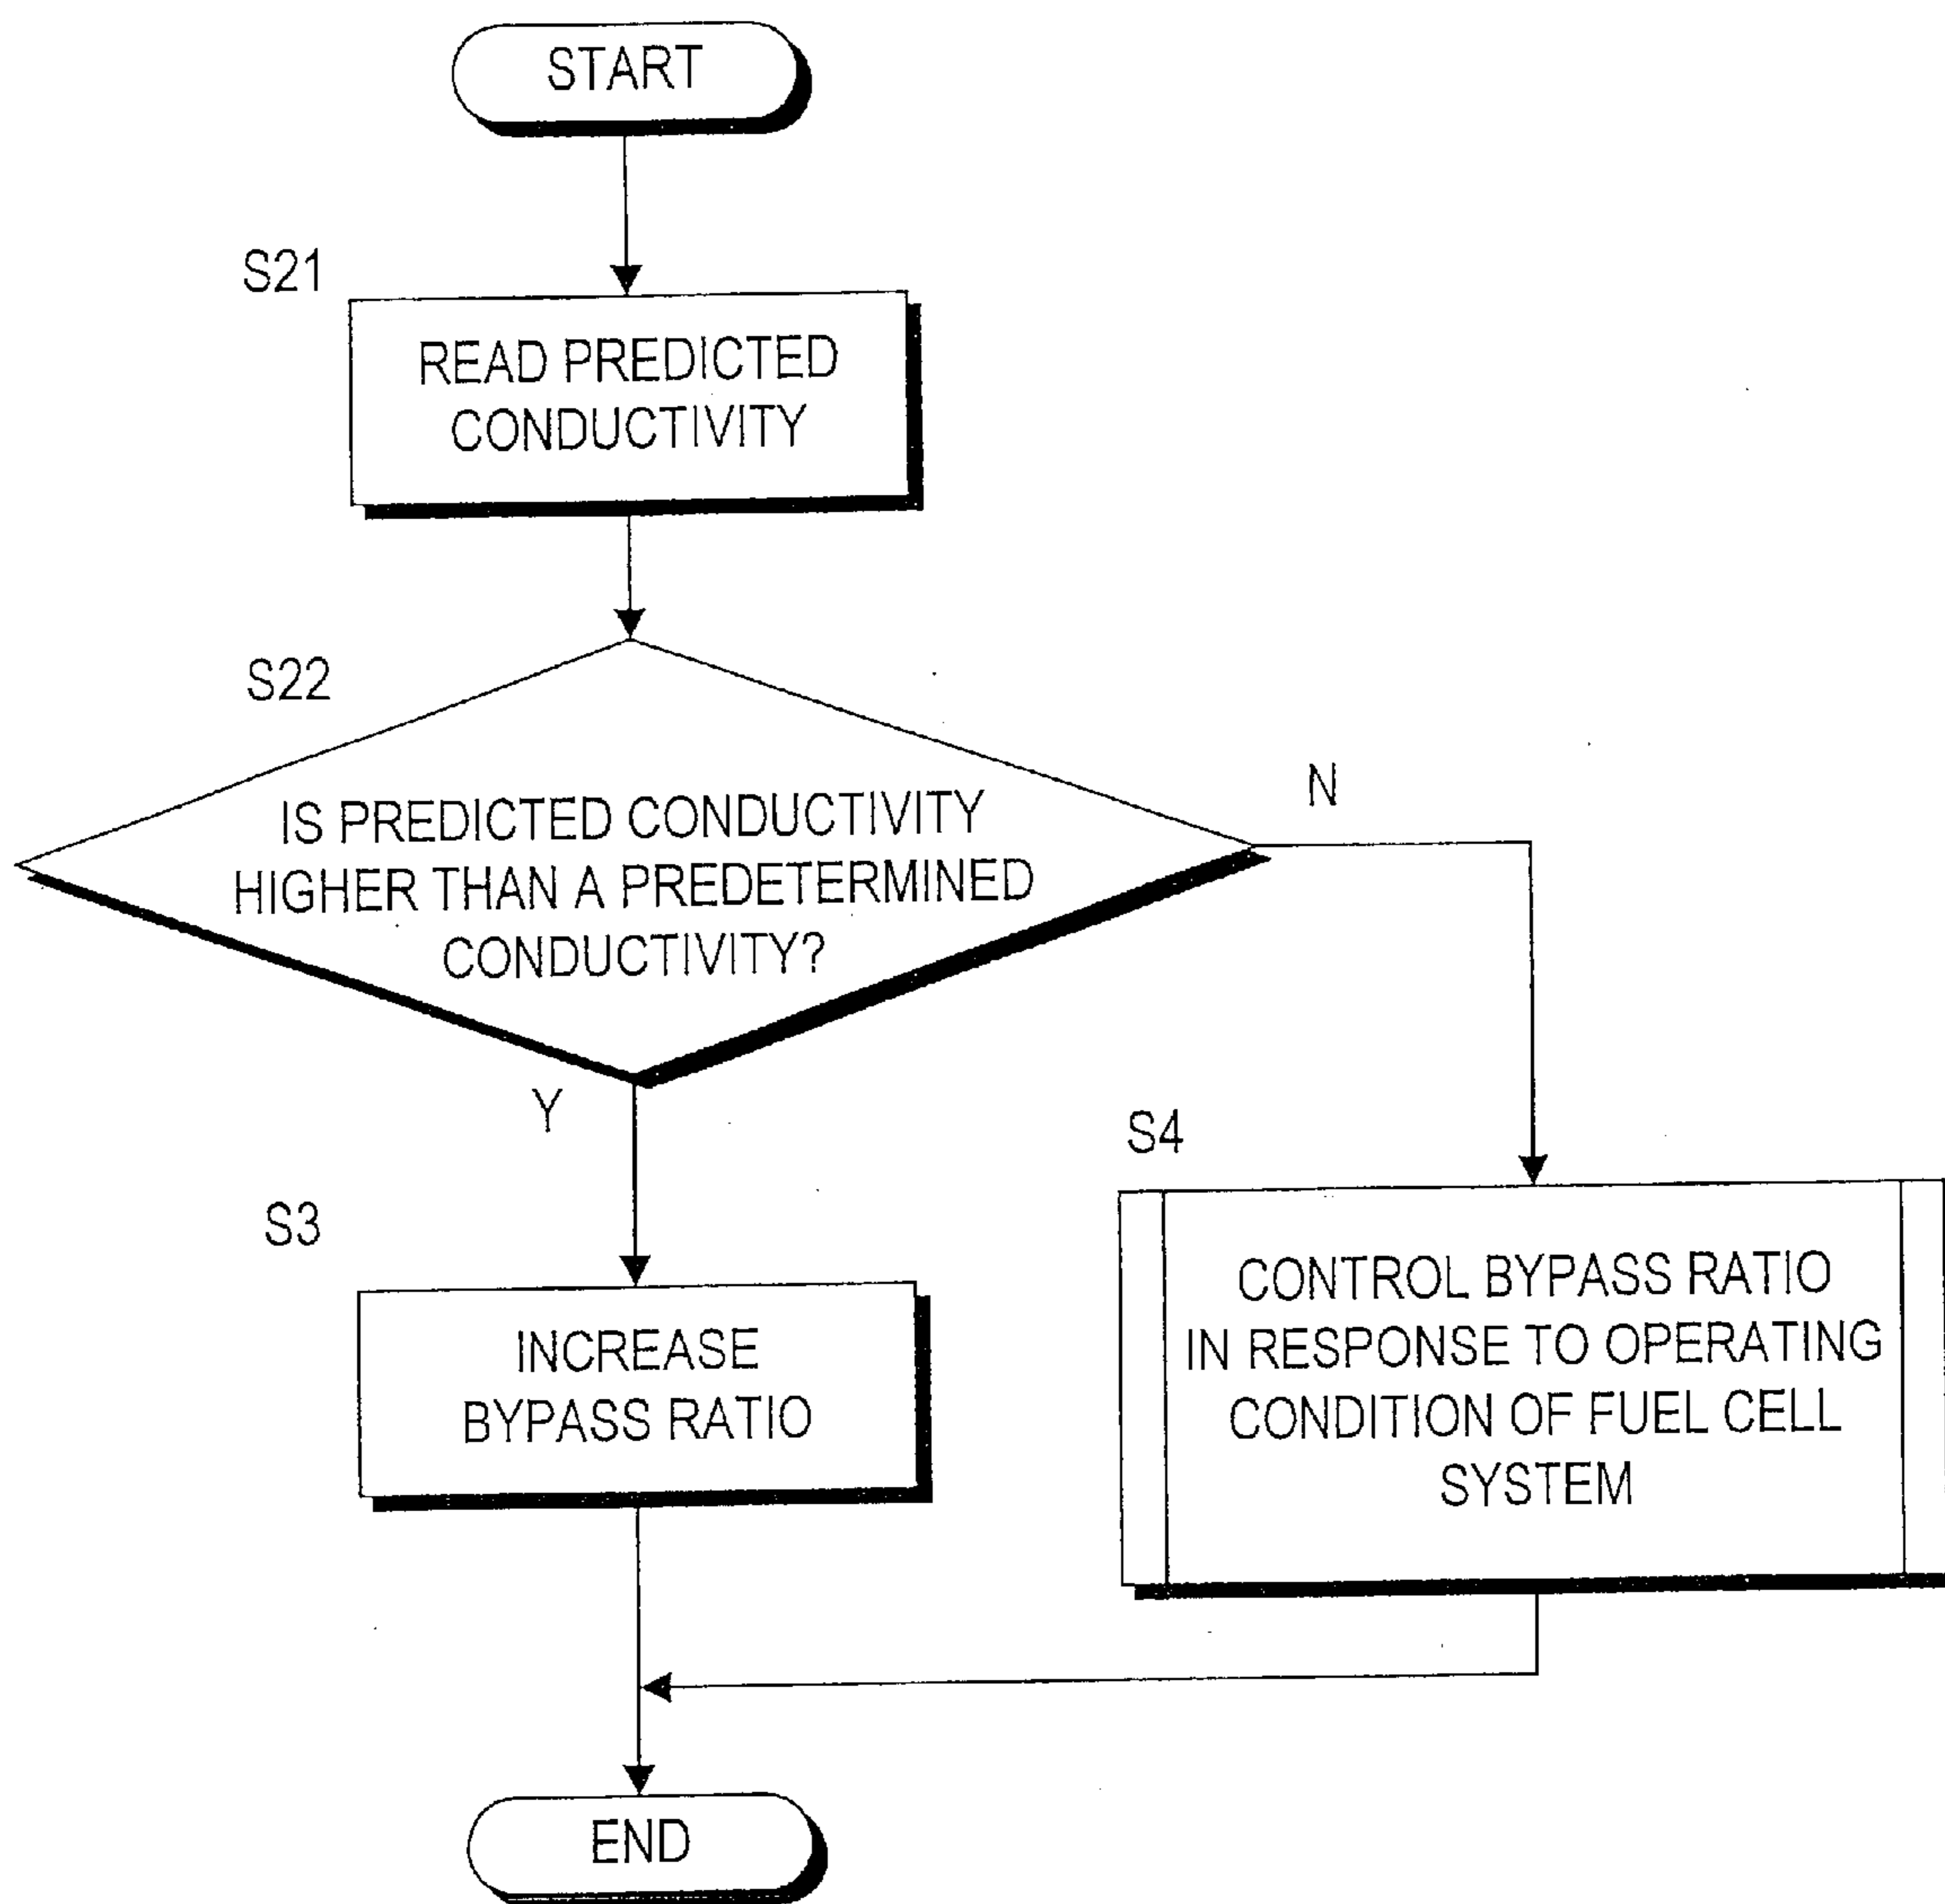 START
S21
READ PREDICTED
CONDUCTIVITY
S22
IS PREDICTED CONDUCTIVITY
HIGHER THAN A PREDETERMINED
CONDUCTIVITY?
N
Y
S3
INCREASE
BYPASS RATIO
S4
CONTROL BYPASS RATIO
IN RESPONSE TO OPERATING
CONDITION OF FUEL CELL
SYSTEM
END